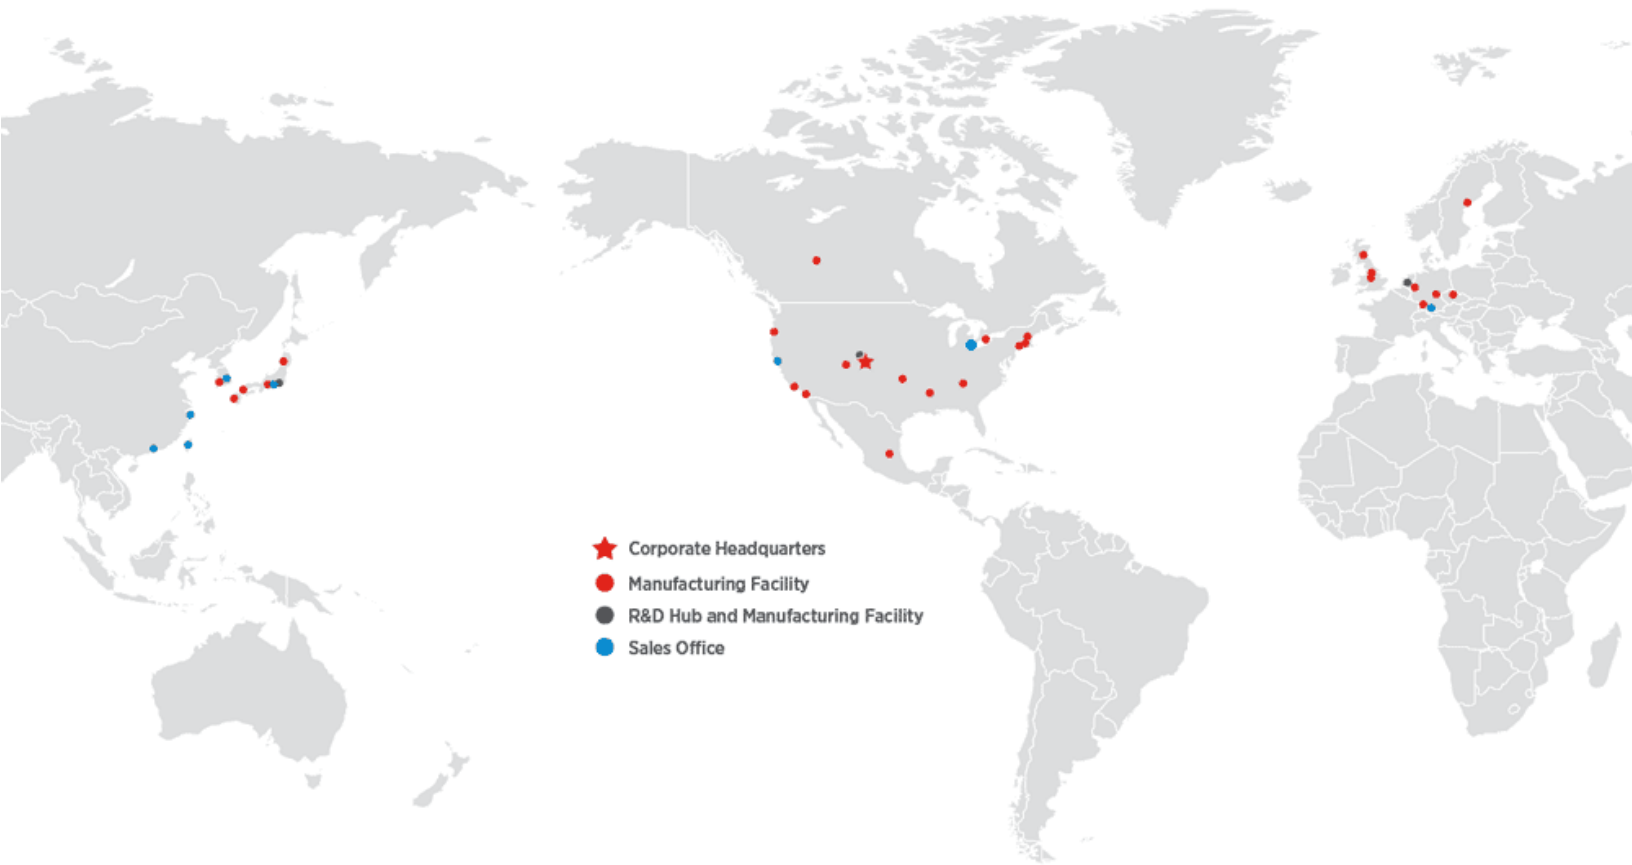 Corporate Headquarters
Manufacturing Facility
R&D Hub and Manufacturing Facility
Sales Office